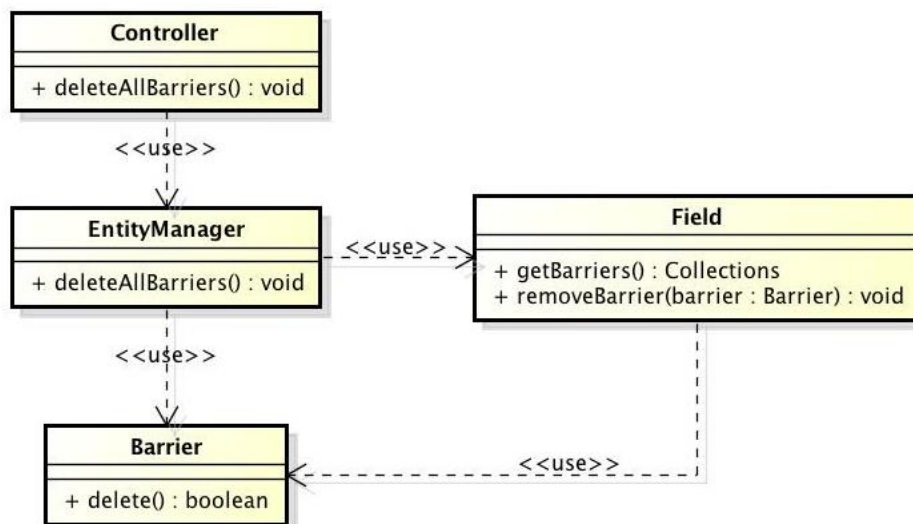 Controller
+ deleteAllBarriers() : void
<<use>>
EntityManager
+ deleteAllBarriers() : void
<<use>>
Field
+ getBarriers() : Collections
+ removeBarrier(barrier : Barrier) : void
<<use>>
Barrier
+ delete() : boolean
<<use>>